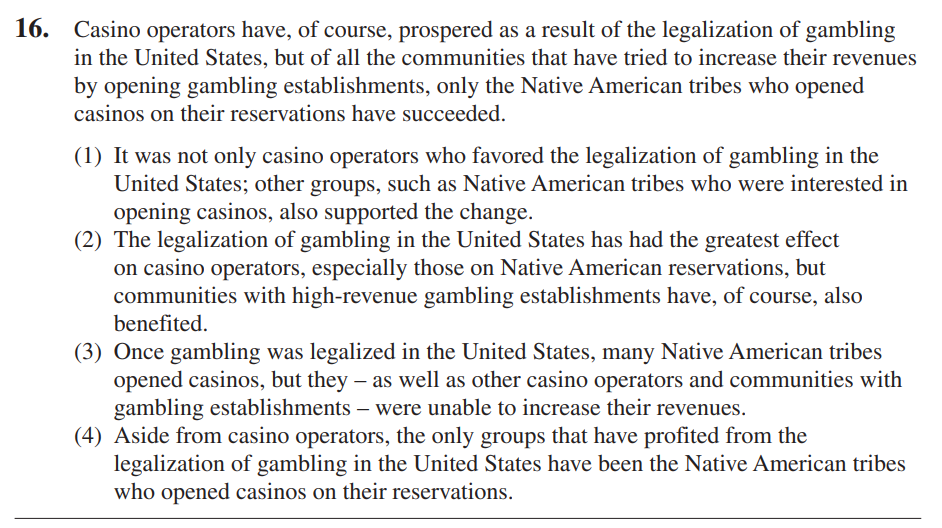 16. Casino operators have, of course, prospered as a result of the legalization of gambling
in the United States, but of all the communities that have tried to increase their revenues
by opening gambling establishments, only the Native American tribes who opened
casinos on their reservations have succeeded.
(1) It was not only casino operators who favored the legalization of gambling in the
United States; other groups, such as Native American tribes who were interested in
opening casinos, also supported the change.
(2) The legalization of gambling in the United States has had the greatest effect
on casino operators, especially those on Native American reservations, but
communities with high-revenue gambling establishments have, of course, also
benefited.
(3) Once gambling was legalized in the United States, many Native American tribes
opened casinos, but they – as well as other casino operators and communities with
gambling establishments – were unable to increase their revenues.
(4) Aside from casino operators, the only groups that have profited from the
legalization of gambling in the United States have been the Native American tribes
who opened casinos on their reservations.